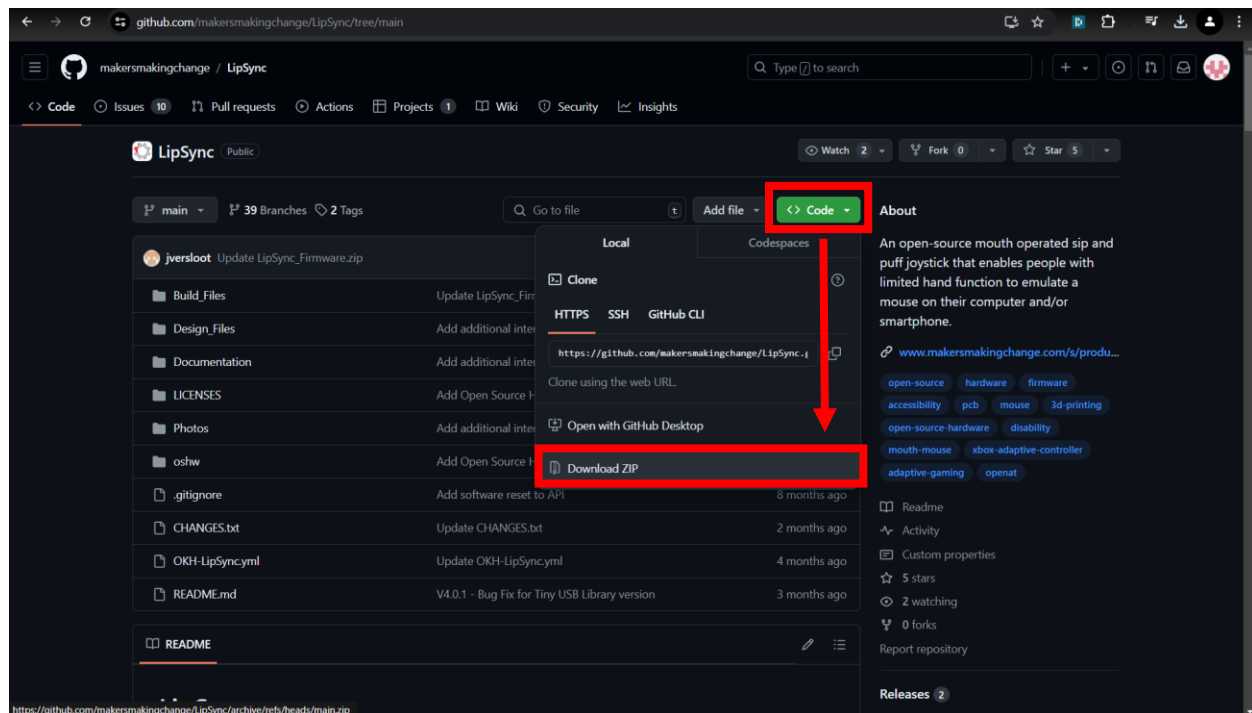 github.com/makersmakingchange/LipSync/tree/main
makersmakingchange / LipSync
Type / to search
Code Issues 10 Pull requests Actions Projects 1 Wiki Security Insights
LipSync Public
Watch 2 Fork 0 Star 5
main 39 Branches 2 Tags Go to file t Add file Code
About
Local Codespaces
An open-source mouth operated sip and
puff joystick that enables people with
limited hand function to emulate a
mouse on their computer and/or
smartphone.
www.makersmakingchange.com/s/produ...
open-source hardware firmware
accessibility pcb mouse 3d-printing
open-source-hardware disability
mouth-mouse xbox-adaptive-controller
adaptive-gaming openat
Readme
Activity
Custom properties
5 stars
2 watching
0 forks
Report repository
Releases 2
jversloot Update LipSync_Firmware.zip
Clone
HTTPS SSH GitHub CLI
https://github.com/makersmakingchange/LipSync.g
Clone using the web URL.
Open with GitHub Desktop
Download ZIP
Build_Files Update LipSync_Fir
Design_Files Add additional inte
Documentation Add additional inte
LICENSES Add Open Source H
Photos Add additional inte
oshw Add Open Source H
.gitignore Add software reset to API 8 months ago
CHANGES.txt Update CHANGES.txt 2 months ago
OKH-LipSync.yml Update OKH-LipSync.yml 4 months ago
README.md V4.0.1 - Bug Fix for Tiny USB Library version 3 months ago
README
https://github.com/makersmakingchange/LipSync/archive/refs/heads/main.zip